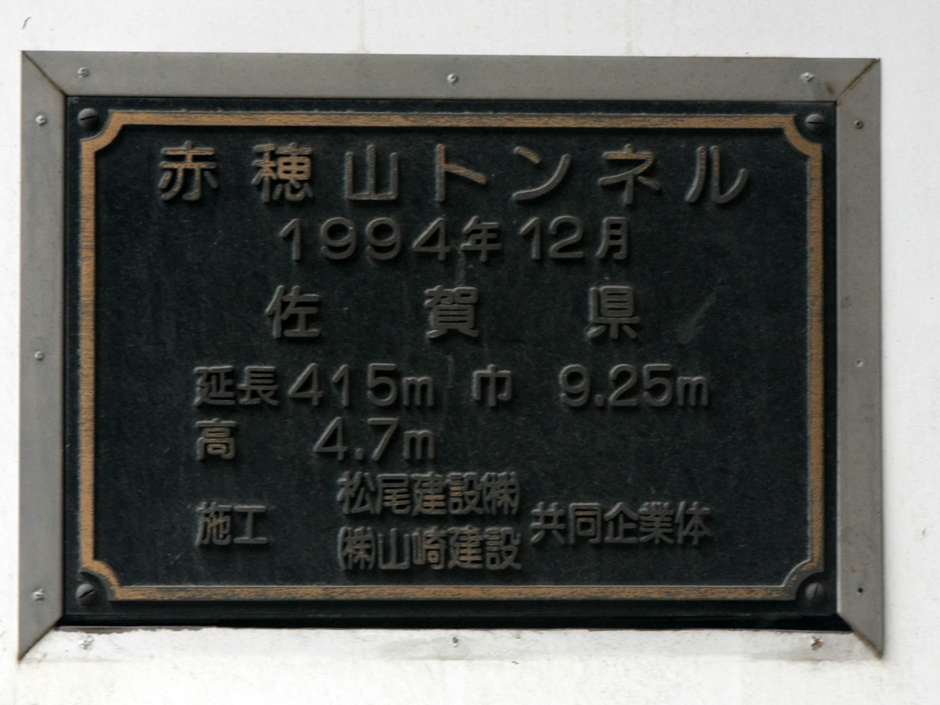 赤穂山トンネル
1994年12月
佐賀県
延長415m 巾 9.25m
高 4.7m
施工 松尾建設㈱
㈱山崎建設 共同企業体